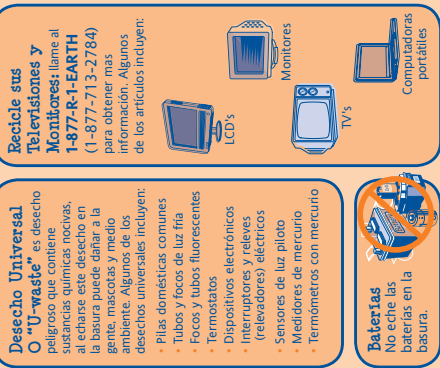 Desecho Universal
O "U-waste" es desecho
peligroso que contiene
sustancias químicas nocivas,
al echarse este desecho en
la basura puede dañar a la
gente, mascotas y medio
ambiente. Algunos de los
desechos universales incluyen:
• Pilas domésticas comunes
• Tubos y focos de luz fría
• Focos y tubos fluorescentes
• Termostatos
• Dispositivos electrónicos
• Interruptores y releves
(relevadores) eléctricos
• Sensores de luz piloto
• Medidores de mercurio
• Termómetros con mercurio
Baterias
No eche las
baterías en la
basura.
Recicle sus
Televisiones y
Monitores: llame al
1-877-R-1-EARTH
(1-877-713-2784)
para obtener mas
información. Algunos
de los artículos incluyen:
LCD's
Monitores
TV's
Computadoras
portátiles